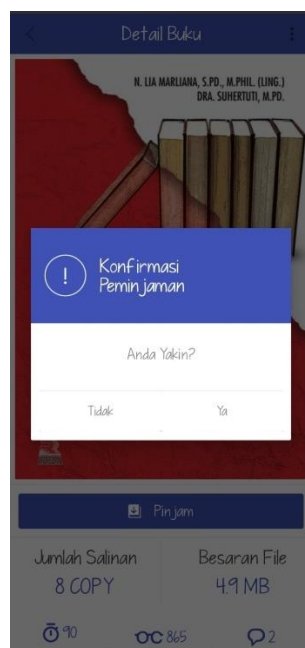 Detail Buku
N. LIA MARLIANA, S.PD., M.PHIL. (LING.)
DRA. SUHERTUTI, M.PD.
Konfirmasi
Peminjaman
Anda Yakin?
Tidak Ya
Pinjam
Jumlah Salinan Besaran File
8 COPY 4.9 MB
90 865 2